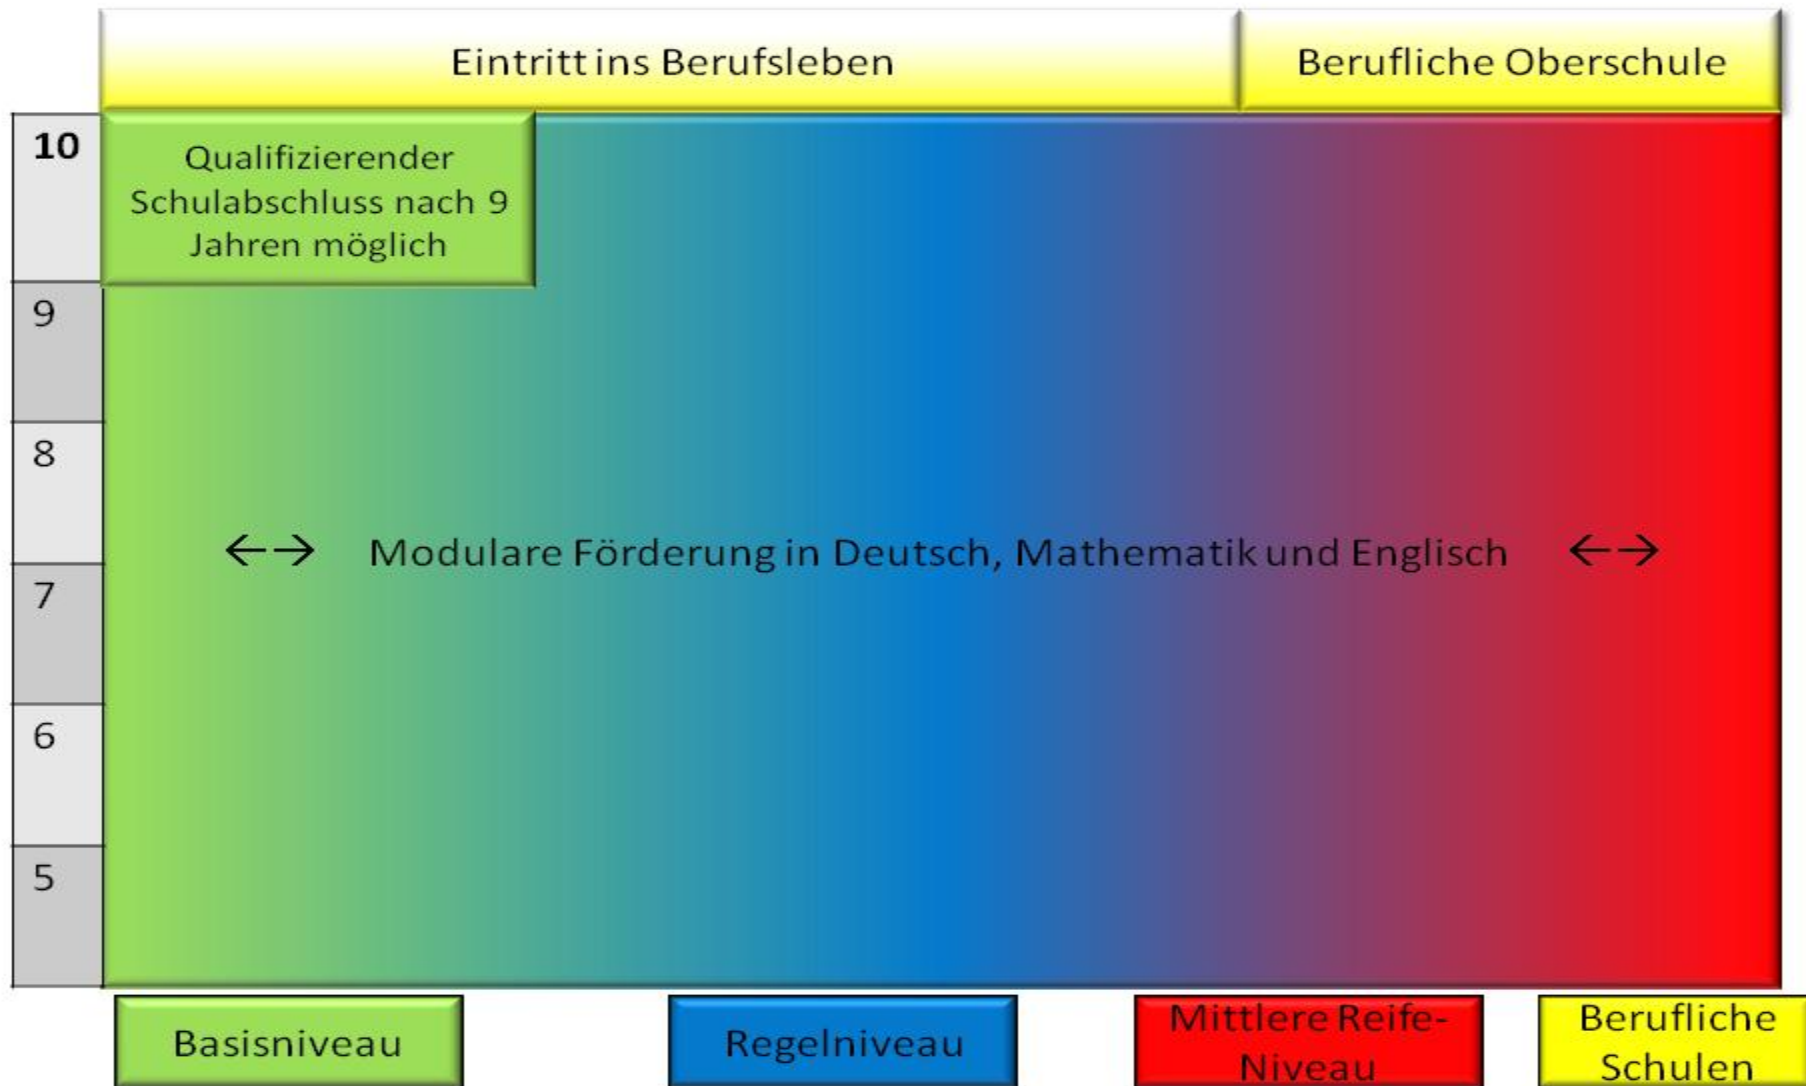 Eintritt ins Berufsleben
Berufliche Oberschule
10
Qualifizierender
Schulabschluss nach 9
Jahren möglich
9
8
←→ Modulare Förderung in Deutsch, Mathematik und Englisch ←→
7
6
5
Basisniveau
Regelniveau
Mittlere Reife-
Niveau
Berufliche
Schulen